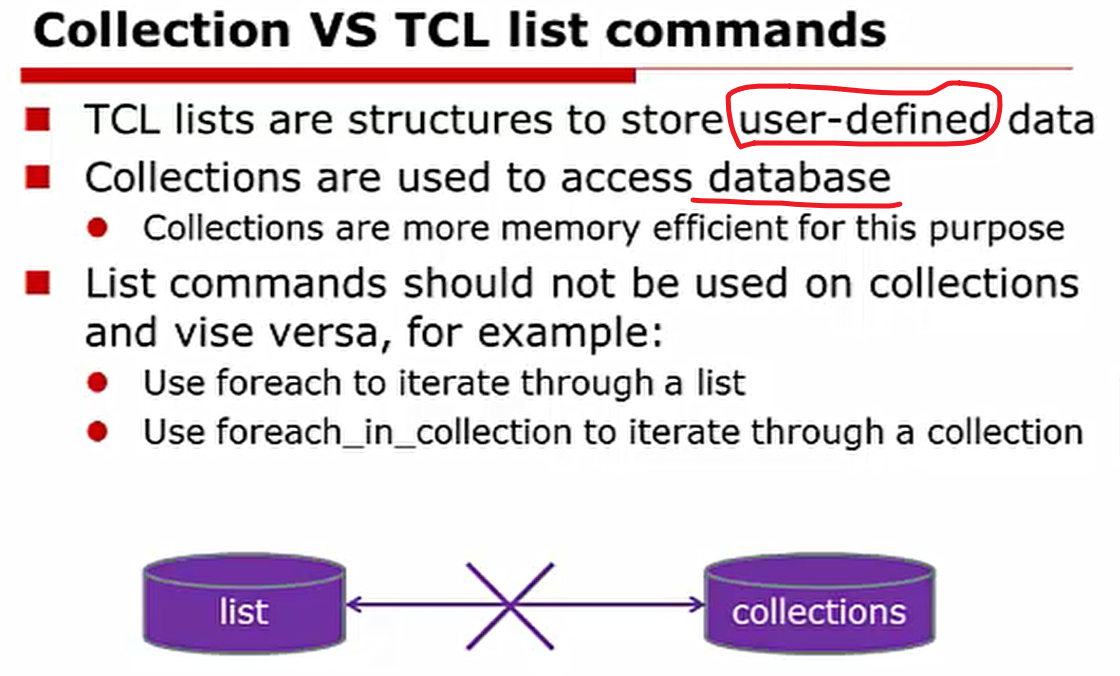 Collection VS TCL list commands
TCL lists are structures to store user-defined data
Collections are used to access database
Collections are more memory efficient for this purpose
List commands should not be used on collections
and vise versa, for example:
Use foreach to iterate through a list
Use foreach_in_collection to iterate through a collection
list
collections